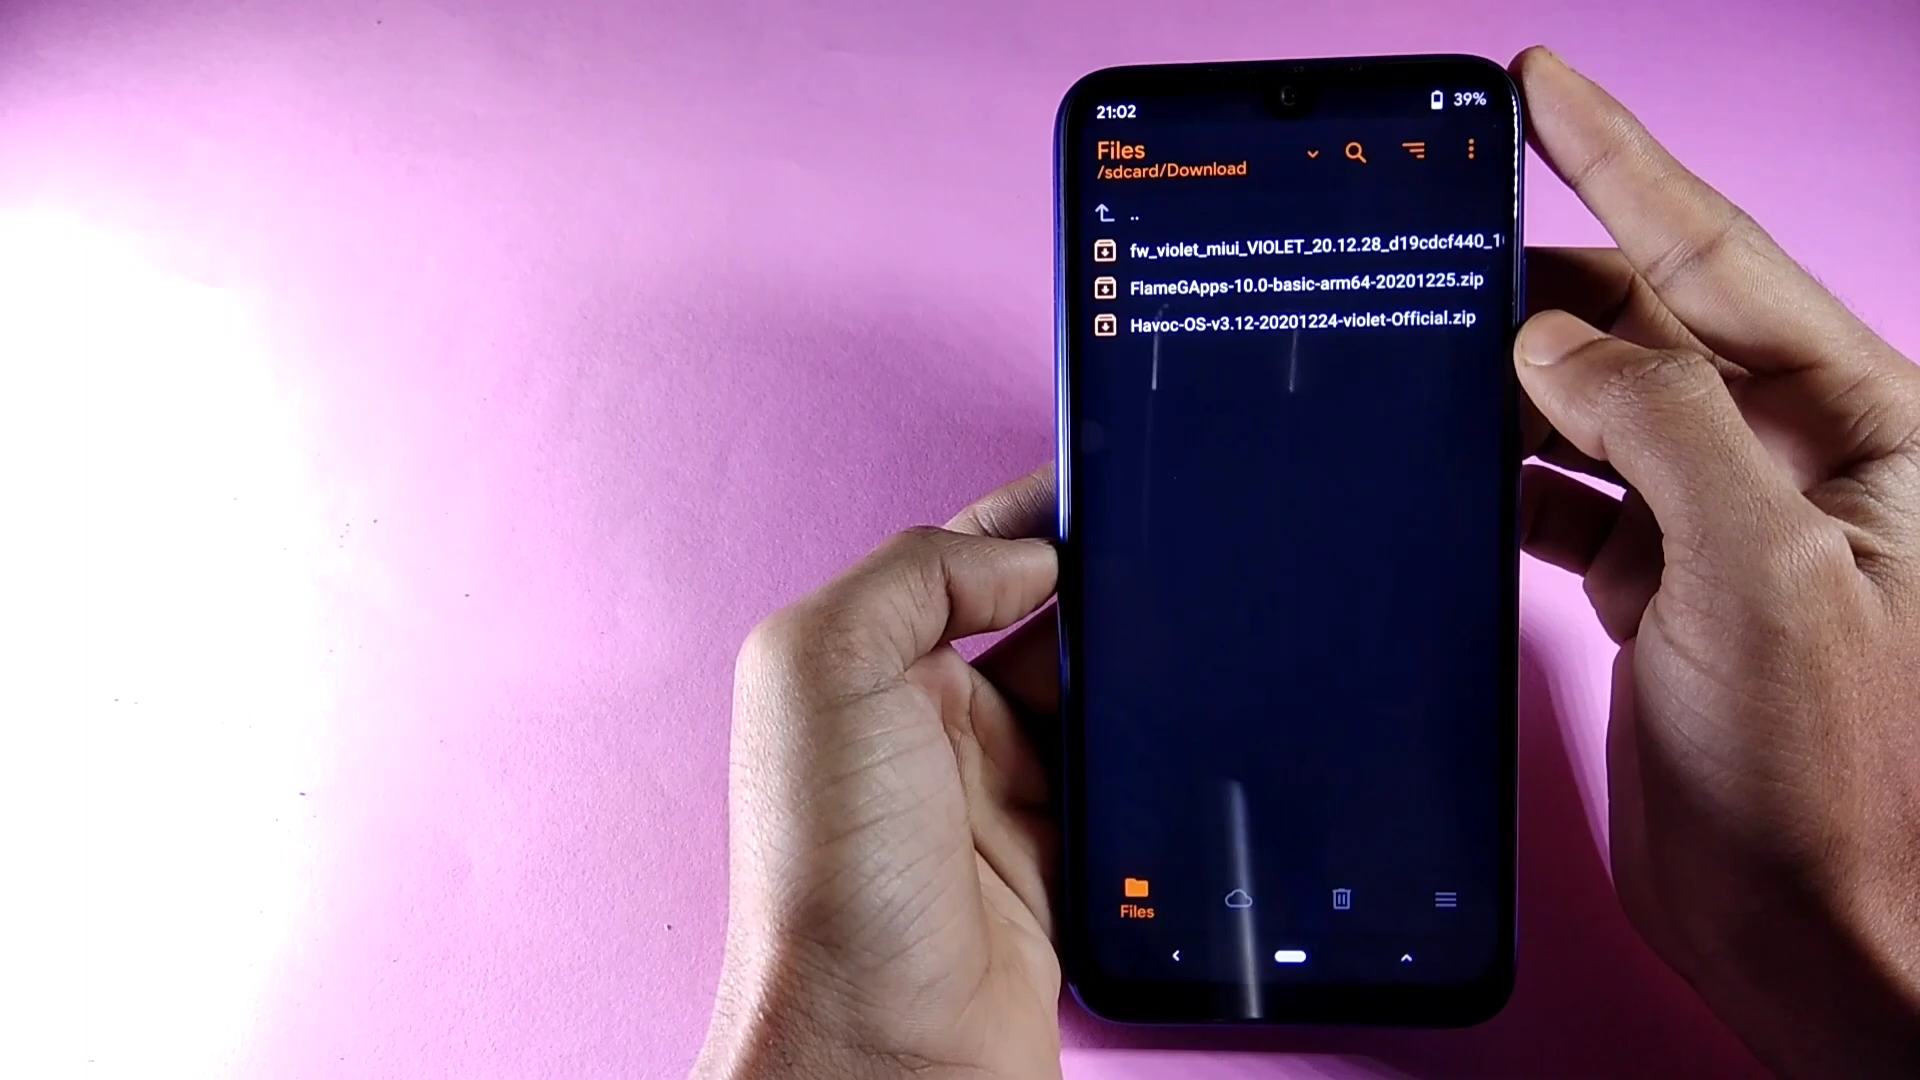 21:02
39%
Files
/sdcard/Download
..
fw_violet_miui_VIOLET_20.12.28_d19cdcf440_1
FlameGApps-10.0-basic-arm64-20201225.zip
Havoc-OS-v3.12-20201224-violet-Official.zip
Files